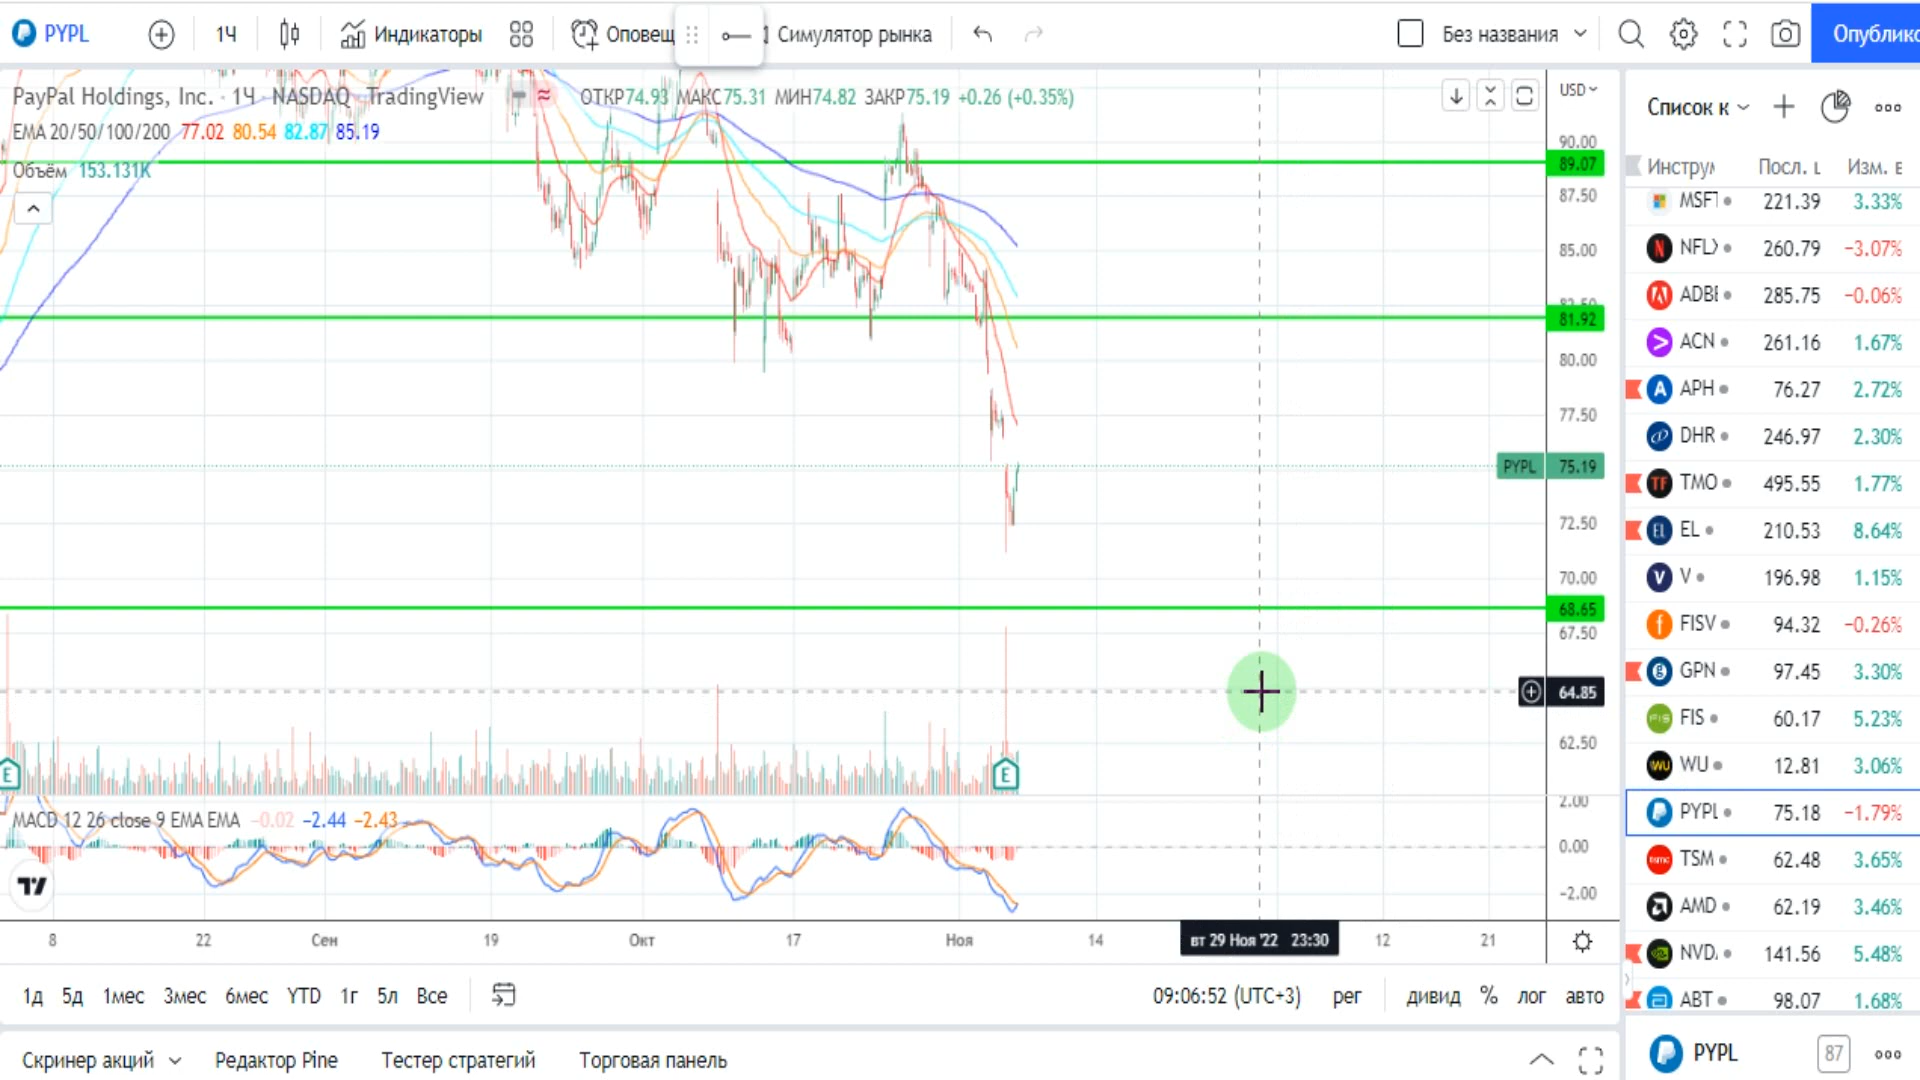 PYPL 1Ч Индикаторы Оповещ Симулятор рынка Без названия Опублико
PayPal Holdings, Inc. · 1Ч · NASDAQ · TradingView ОТКР74.93 МАКС75.31 МИН74.82 ЗАКР75.19 +0.26 (+0.35%)
EMA 20/50/100/200 77.02 80.54 82.87 85.19
Объём 153.131K
USD
90.00
89.07
87.50
85.00
82.50
81.92
80.00
77.50
PYPL 75.19
72.50
70.00
68.65
67.50
64.85
62.50
E E
MACD 12 26 close 9 EMA EMA −0.02 −2.44 −2.43
2.00
0.00
−2.00
8 22 Сен 19 Окт 17 Ноя 14 вт 29 Ноя '22 23:30 12 21
1д 5д 1мес 3мес 6мес YTD 1г 5л Все 09:06:52 (UTC+3) рег дивид % лог авто
Скринер акций Редактор Pine Тестер стратегий Торговая панель
Список к
Инструм Посл. ц Изм. в
MSFT 221.39 3.33%
NFLX 260.79 −3.07%
ADBE 285.75 −0.06%
ACN 261.16 1.67%
APH 76.27 2.72%
DHR 246.97 2.30%
TMO 495.55 1.77%
EL 210.53 8.64%
V 196.98 1.15%
FISV 94.32 −0.26%
GPN 97.45 3.30%
FIS 60.17 5.23%
WU 12.81 3.06%
PYPL 75.18 −1.79%
TSM 62.48 3.65%
AMD 62.19 3.46%
NVDA 141.56 5.48%
ABT 98.07 1.68%
PYPL 87